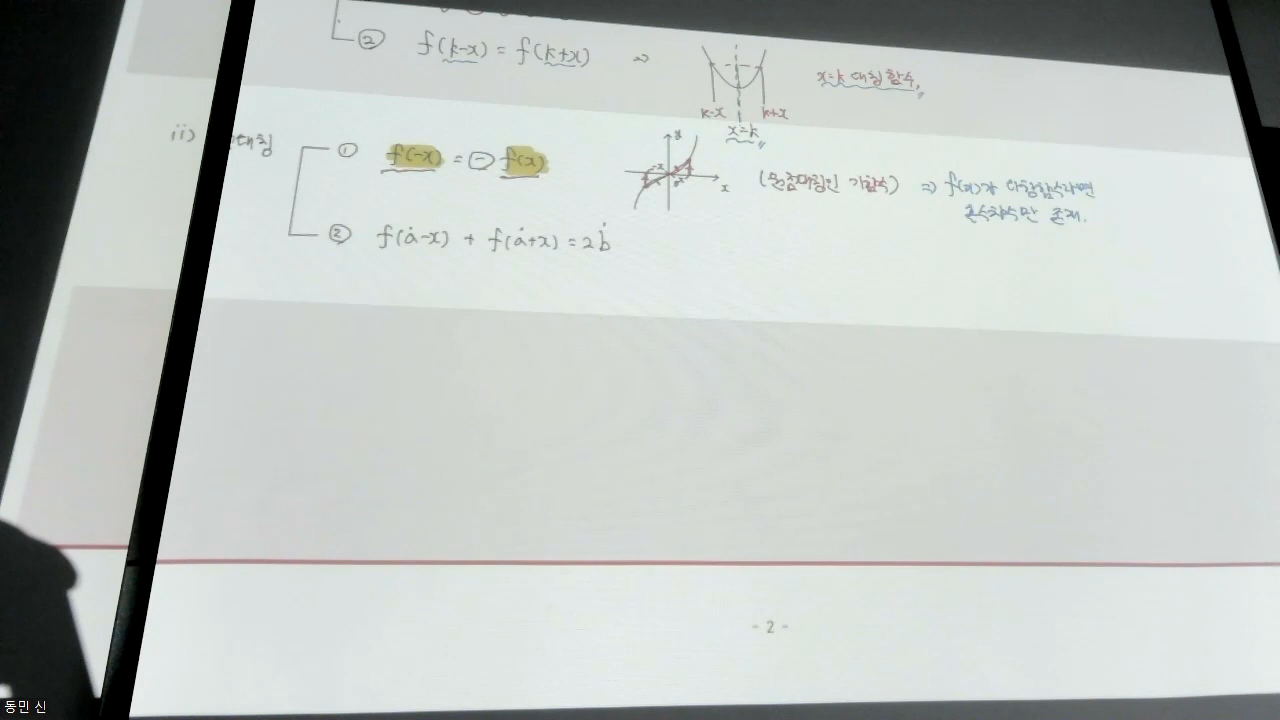 ② f(k-x) = f(k+x) ⇒
x=k 대칭함수
k-x k+x
x=k
ii) 대칭 ① f(-x) = ⊖ f(x)
y
-x x
x
(원점대칭인 기함수) ⇒ f(x)가 다항함수라면
홀수차수만 존재.
② f(a-x) + f(a+x) = 2b
- 2 -
동민 신